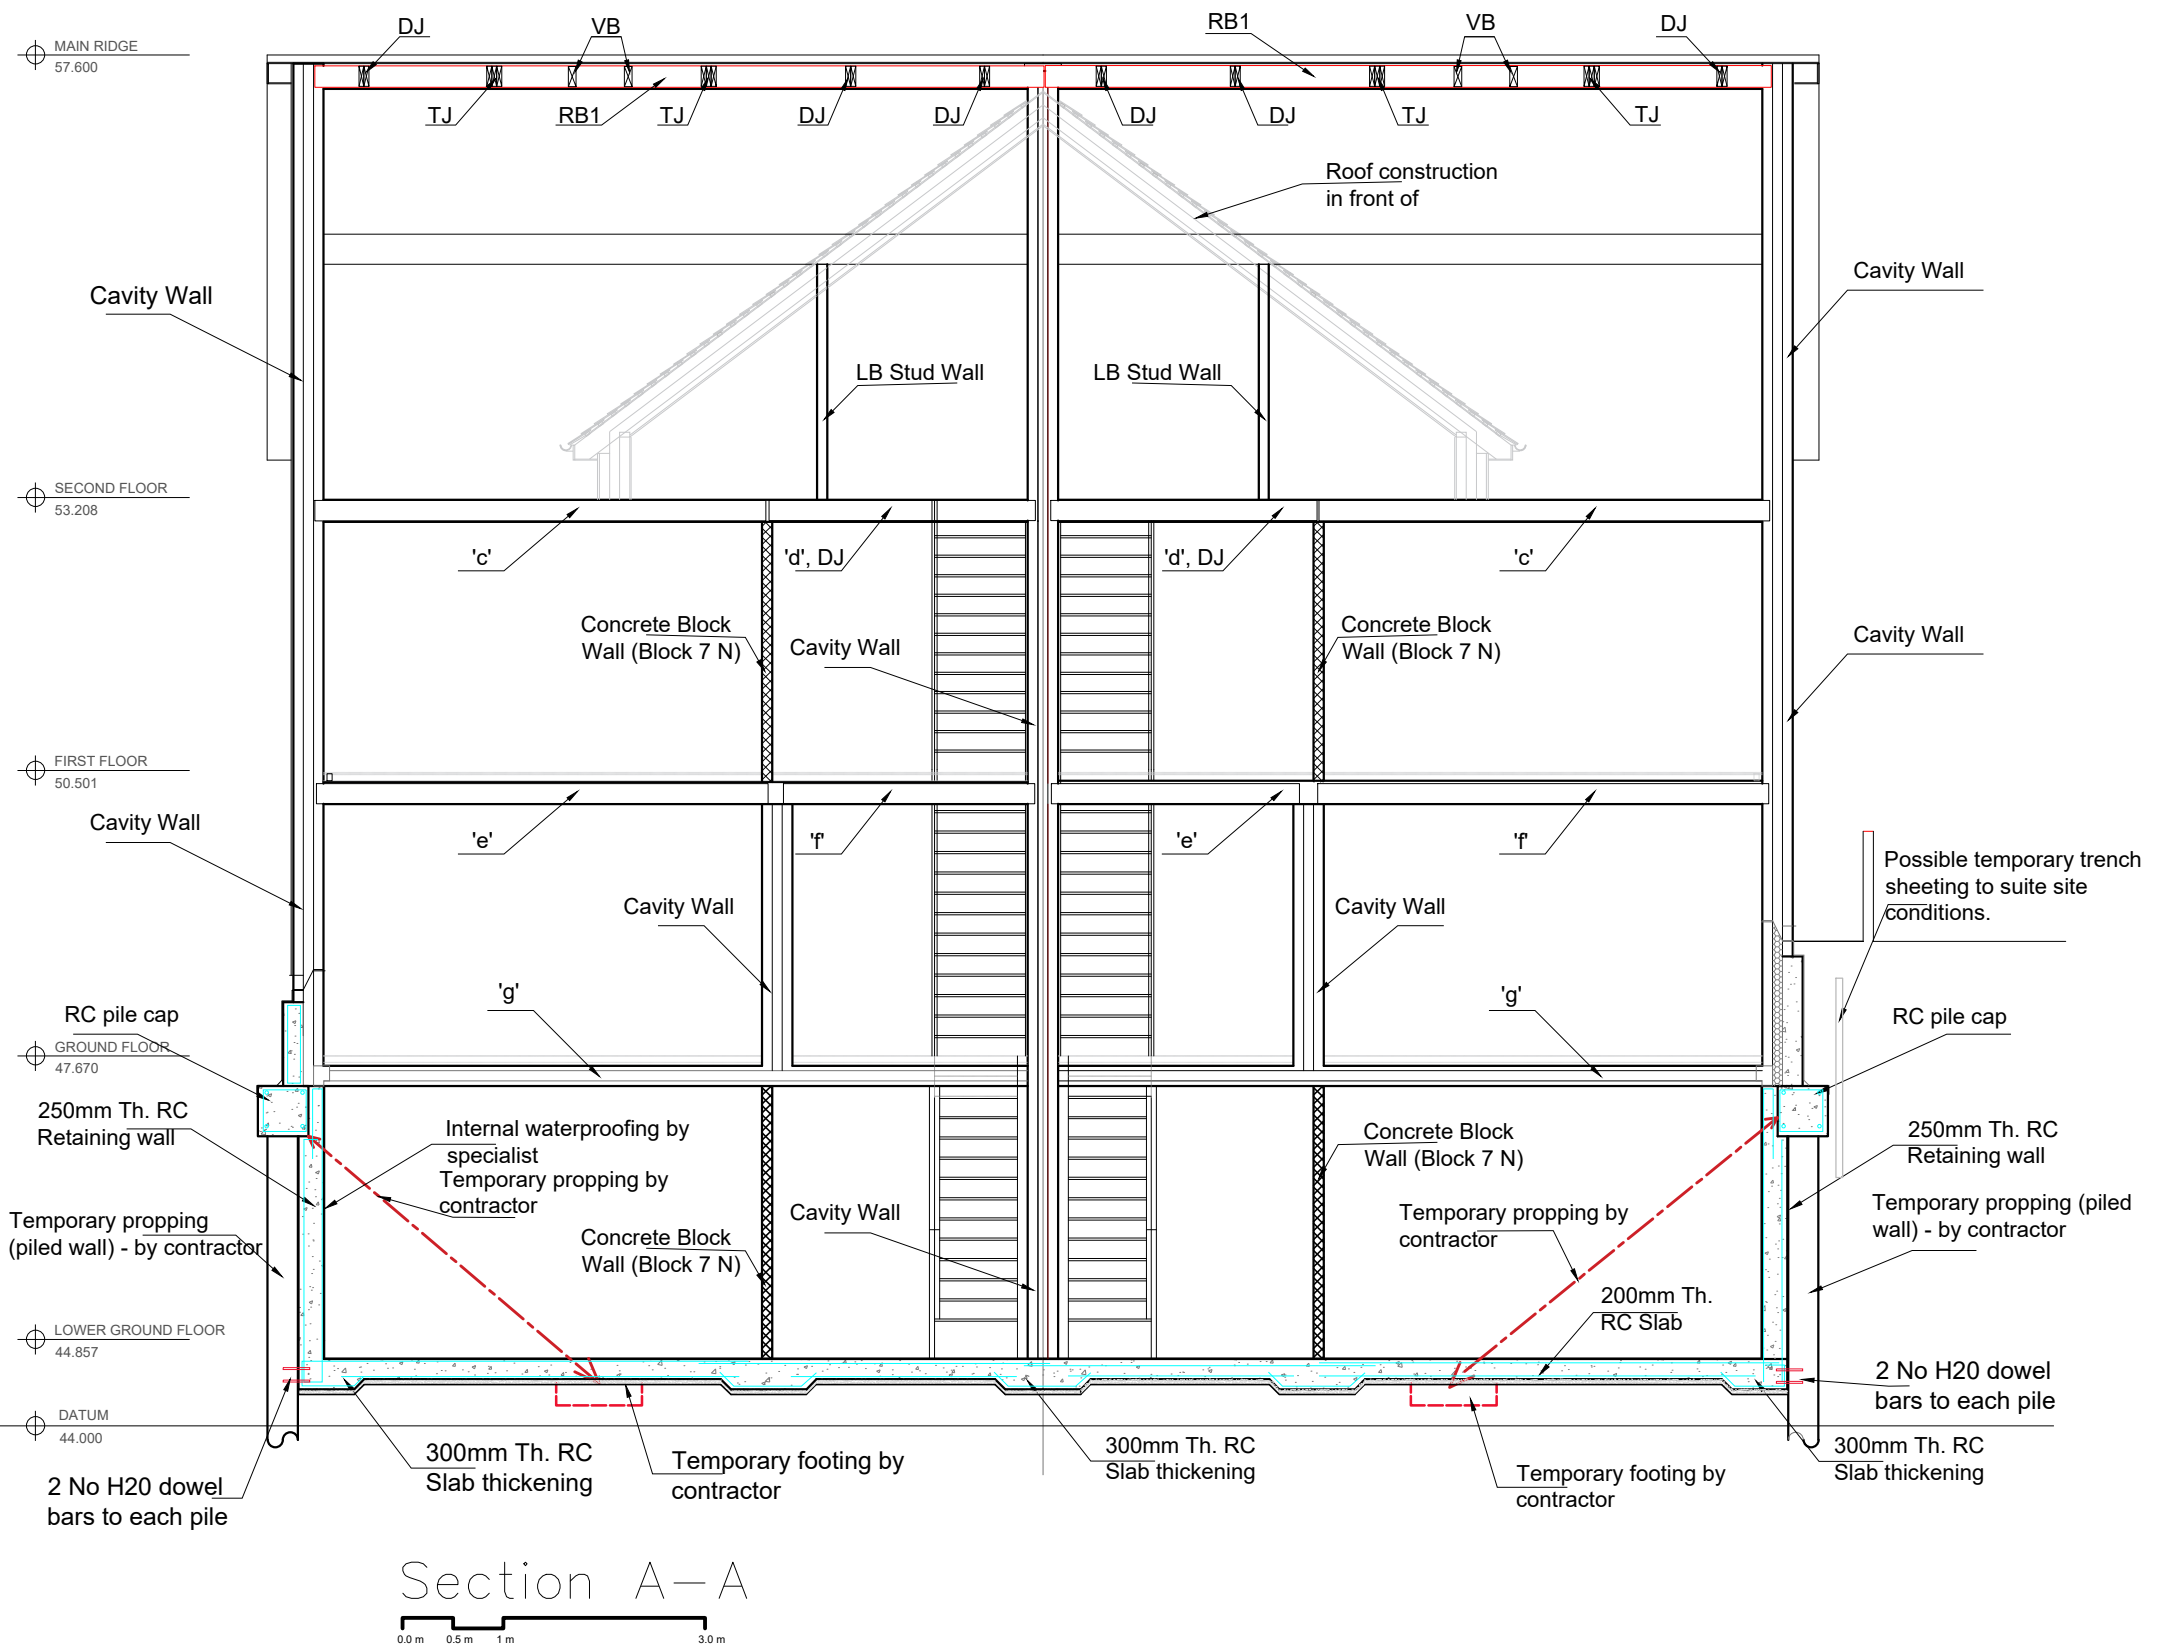 DJ
VB
RB1
VB
DJ
MAIN RIDGE
57.600
TJ
RB1
TJ
DJ
DJ
DJ
DJ
TJ
TJ
Roof construction
in front of
Cavity Wall
Cavity Wall
LB Stud Wall
LB Stud Wall
SECOND FLOOR
53.208
'c'
'd', DJ
'd', DJ
'c'
Concrete Block
Wall (Block 7 N)
Cavity Wall
Concrete Block
Wall (Block 7 N)
Cavity Wall
FIRST FLOOR
50.501
Cavity Wall
'e'
'f'
'e'
'f'
Possible temporary trench
sheeting to suite site
conditions.
Cavity Wall
Cavity Wall
'g'
'g'
RC pile cap
RC pile cap
GROUND FLOOR
47.670
250mm Th. RC
Retaining wall
Internal waterproofing by
specialist
Temporary propping by
contractor
Concrete Block
Wall (Block 7 N)
250mm Th. RC
Retaining wall
Temporary propping
(piled wall) - by contractor
Concrete Block
Wall (Block 7 N)
Cavity Wall
Temporary propping by
contractor
Temporary propping (piled
wall) - by contractor
200mm Th.
RC Slab
LOWER GROUND FLOOR
44.857
2 No H20 dowel
bars to each pile
DATUM
44.000
300mm Th. RC
Slab thickening
Temporary footing by
contractor
300mm Th. RC
Slab thickening
Temporary footing by
contractor
300mm Th. RC
Slab thickening
2 No H20 dowel
bars to each pile
Section A-A
0.0 m
0.5 m
1 m
3.0 m